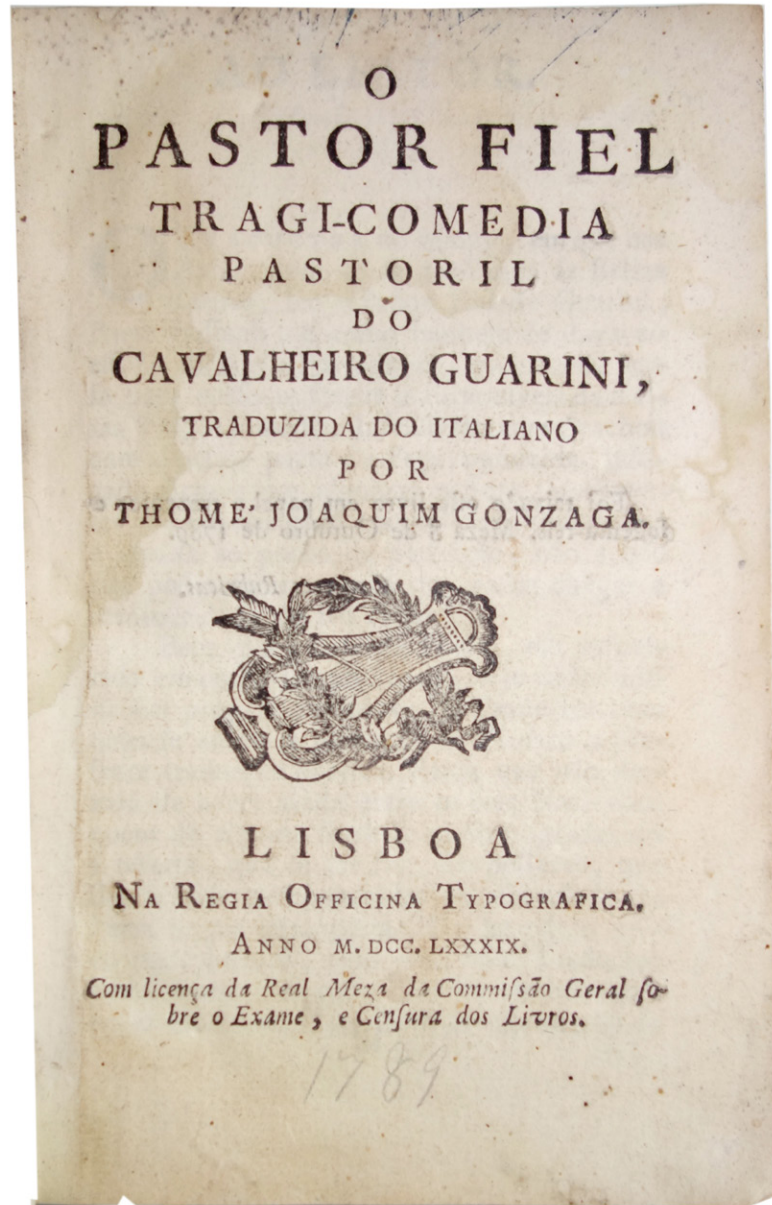 O
PASTOR FIEL
TRAGI-COMEDIA
PASTORIL
DO
CAVALHEIRO GUARINI,
TRADUZIDA DO ITALIANO
POR
THOME' JOAQUIM GONZAGA.
LISBOA
NA REGIA OFFICINA TYPOGRAFICA.
ANNO M. DCC. LXXXIX.
Com licença da Real Meza da Commiſsão Geral ſo-
bre o Exame, e Cenſura dos Livros.
1789